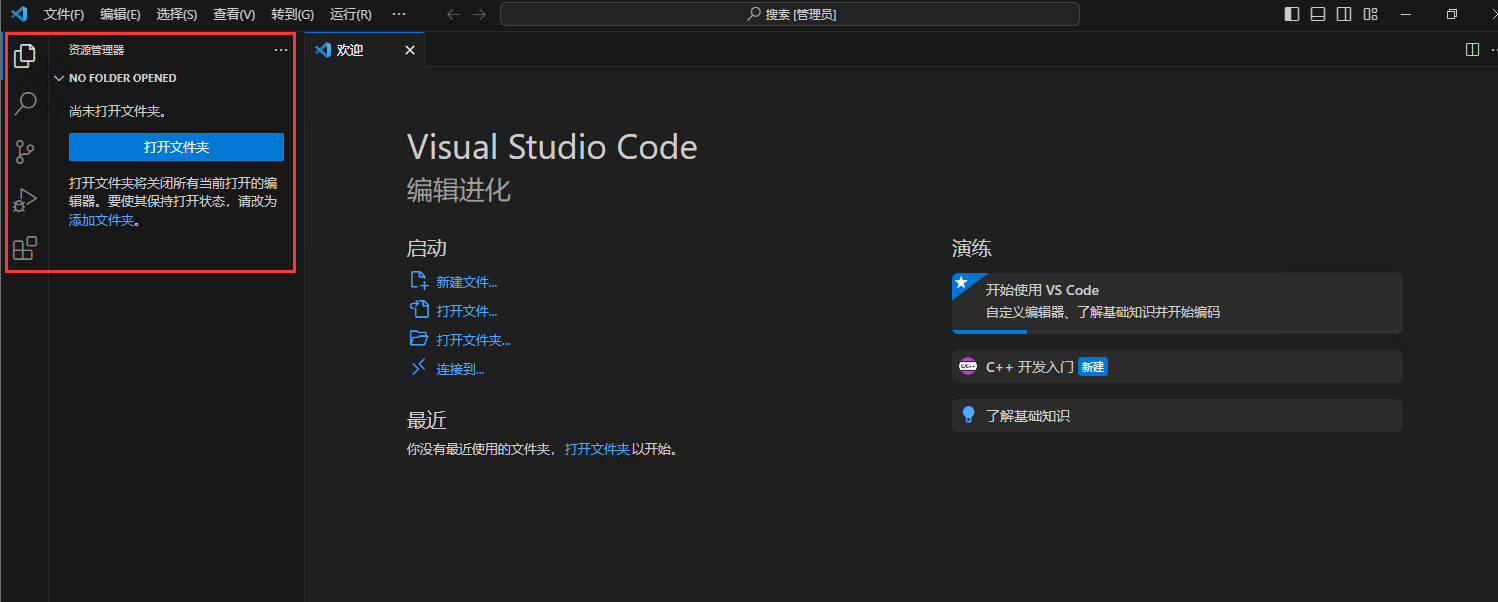 文件(F) 编辑(E) 选择(S) 查看(V) 转到(G) 运行(R) ···
搜索 [管理员]
资源管理器
NO FOLDER OPENED
尚未打开文件夹。
打开文件夹
打开文件夹将关闭所有当前打开的编
辑器。要使其保持打开状态，请改为
添加文件夹。
欢迎
Visual Studio Code
编辑进化
启动
新建文件...
打开文件...
打开文件夹...
连接到...
最近
你没有最近使用的文件夹，打开文件夹以开始。
演练
开始使用 VS Code
自定义编辑器、了解基础知识并开始编码
C/C++
C++ 开发入门 新建
了解基础知识